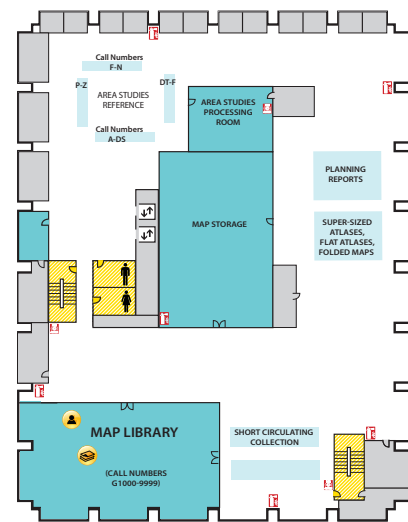 Call Numbers
F-N
P-Z
DT-F
AREA STUDIES
REFERENCE
Call Numbers
A-DS
AREA STUDIES
PROCESSING
ROOM
PLANNING
REPORTS
MAP STORAGE
SUPER-SIZED
ATLASES,
FLAT ATLASES,
FOLDED MAPS
MAP LIBRARY
(CALL NUMBERS
G1000-9999)
SHORT CIRCULATING
COLLECTION